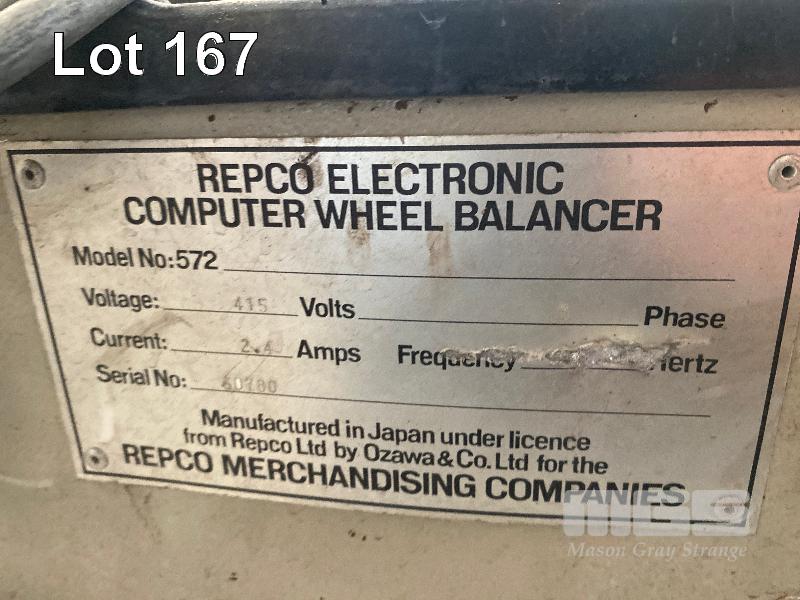 Lot 167
REPCO ELECTRONIC
COMPUTER WHEEL BALANCER
Model No:572
Voltage: 415 Volts Phase
Current: 2.4 Amps Frequency Hertz
Serial No:
Manufactured in Japan under licence
from Repco Ltd by Ozawa & Co. Ltd for the
REPCO MERCHANDISING COMPANIES
MGS
Mason Gray Strange